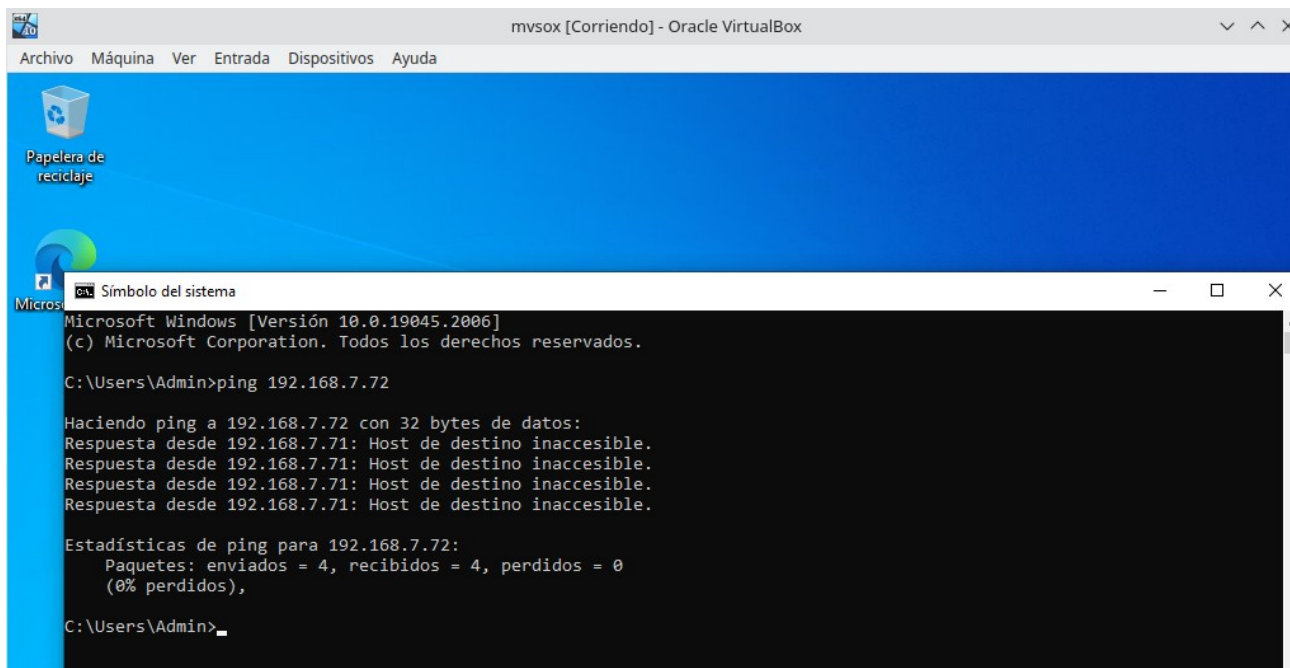 mvsox [Corriendo] - Oracle VirtualBox
Archivo Máquina Ver Entrada Dispositivos Ayuda
Papelera de
reciclaje
Símbolo del sistema
Microsoft Windows [Versión 10.0.19045.2006]
(c) Microsoft Corporation. Todos los derechos reservados.
C:\Users\Admin>ping 192.168.7.72
Haciendo ping a 192.168.7.72 con 32 bytes de datos:
Respuesta desde 192.168.7.71: Host de destino inaccesible.
Respuesta desde 192.168.7.71: Host de destino inaccesible.
Respuesta desde 192.168.7.71: Host de destino inaccesible.
Respuesta desde 192.168.7.71: Host de destino inaccesible.
Estadísticas de ping para 192.168.7.72:
Paquetes: enviados = 4, recibidos = 4, perdidos = 0
(0% perdidos),
C:\Users\Admin>